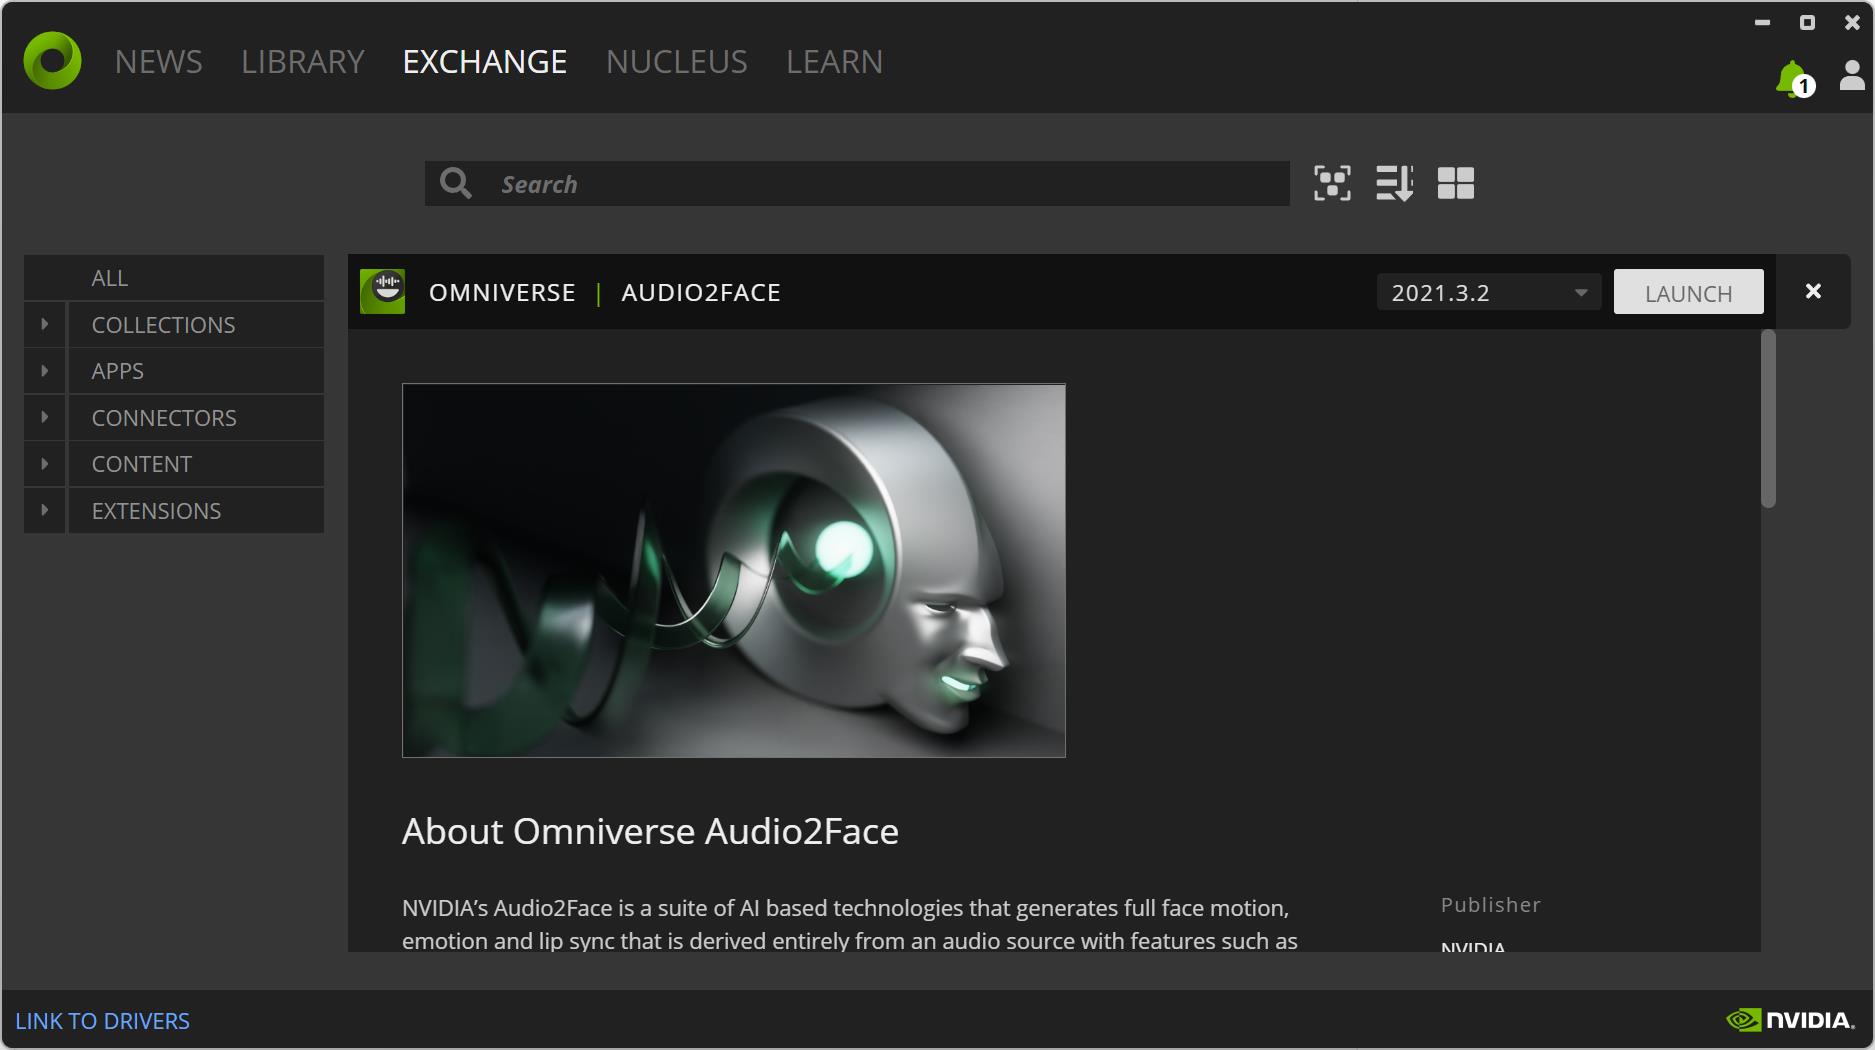 NEWS LIBRARY EXCHANGE NUCLEUS LEARN
1
Search
ALL
COLLECTIONS
APPS
CONNECTORS
CONTENT
EXTENSIONS
OMNIVERSE | AUDIO2FACE
2021.3.2
LAUNCH
About Omniverse Audio2Face
NVIDIA’s Audio2Face is a suite of AI based technologies that generates full face motion,
emotion and lip sync that is derived entirely from an audio source with features such as
Publisher
NVIDIA
LINK TO DRIVERS
NVIDIA.